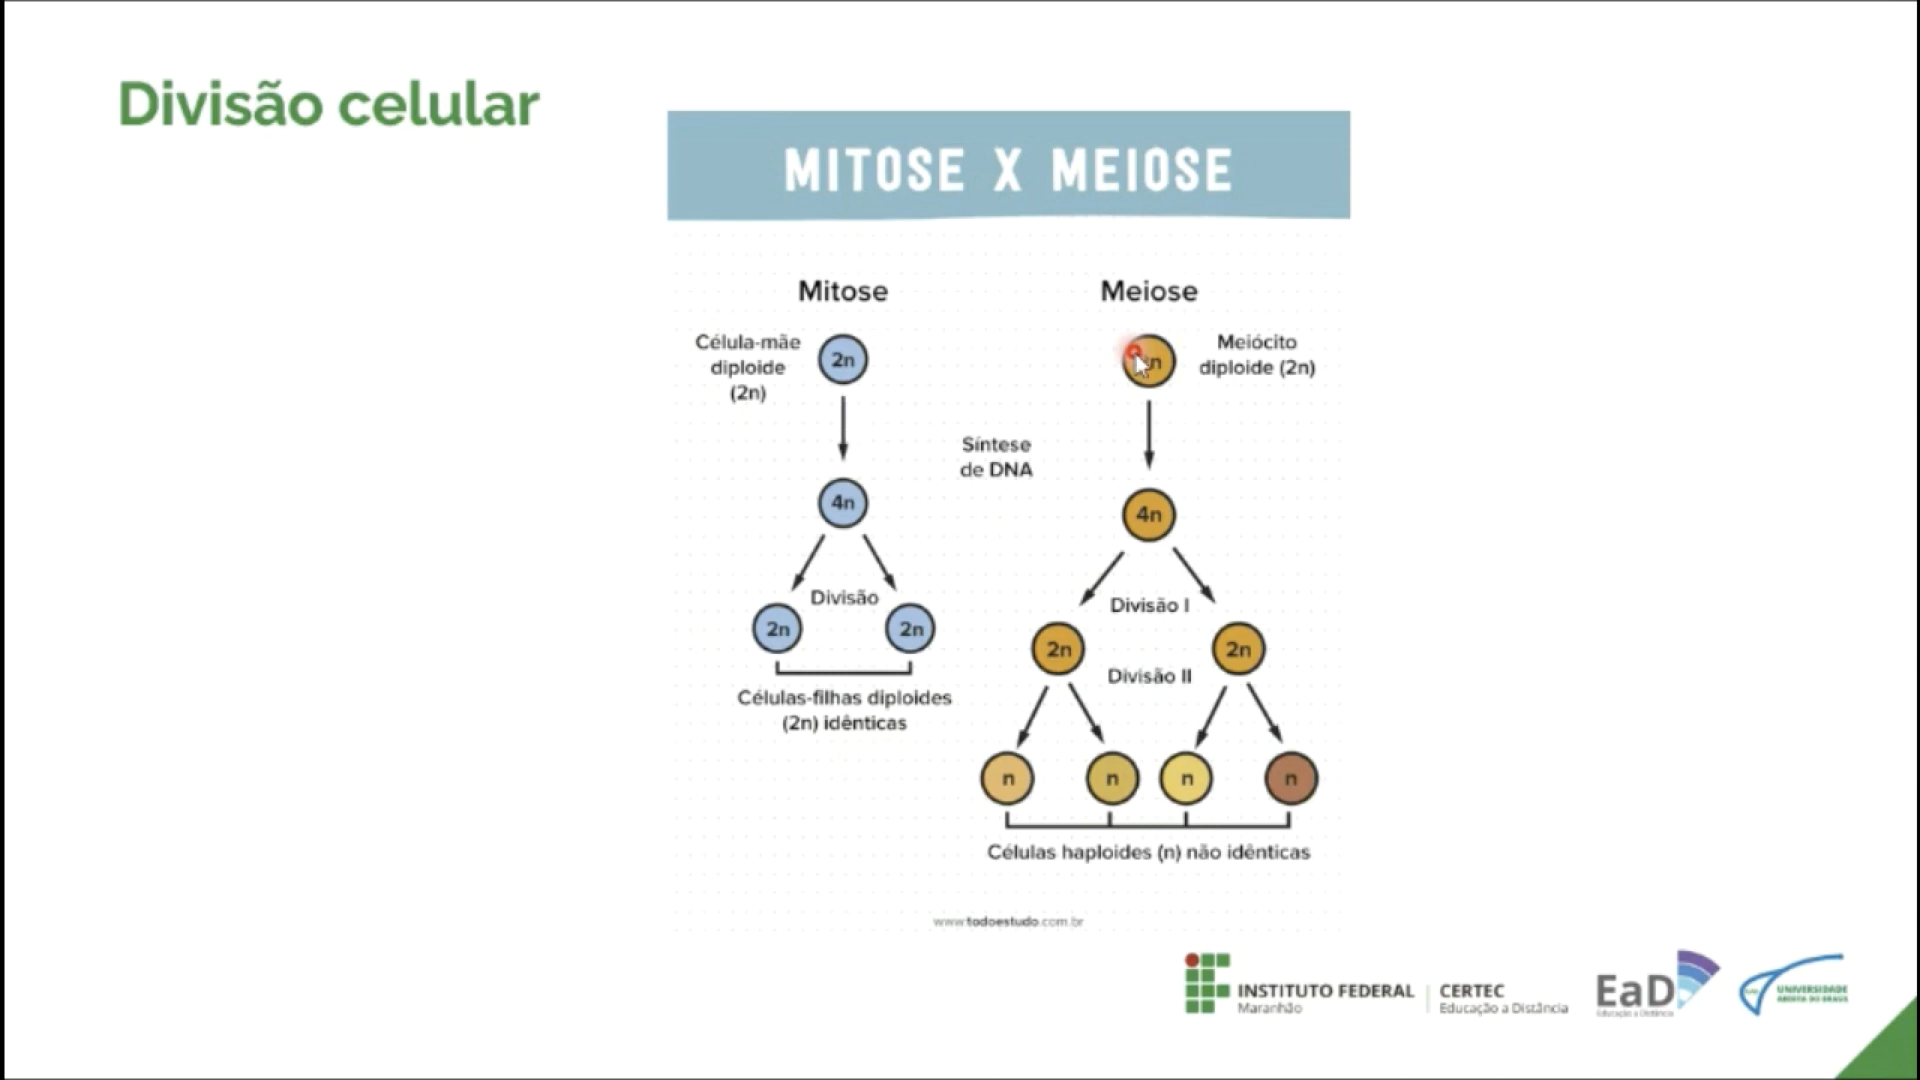 Divisão celular
MITOSE X MEIOSE
Mitose
Célula-mãe
diploide
(2n)
2n
4n
Divisão
2n
2n
Células-filhas diploides
(2n) idênticas
Síntese
de DNA
Meiose
n
Meiócito
diploide (2n)
4n
Divisão I
2n
2n
Divisão II
n
n
n
n
Células haploides (n) não idênticas
www.todoestudo.com.br
INSTITUTO FEDERAL
Maranhão
CERTEC
Educação a Distância
EaD
Educação a Distância
UNIVERSIDADE
ABERTA DO BRASIL